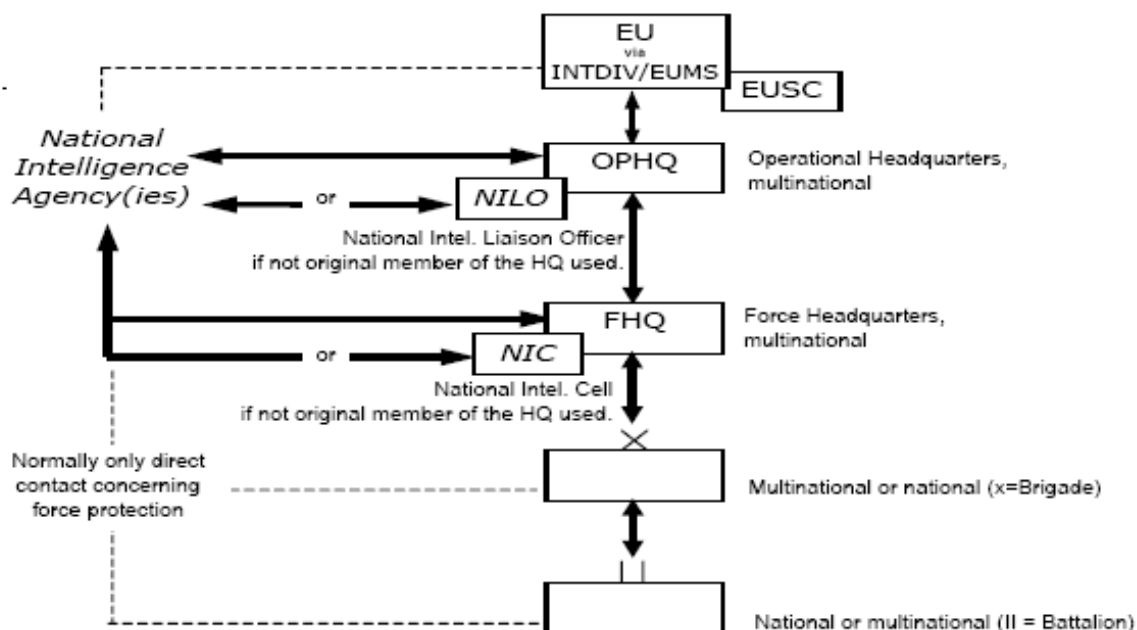 EU
via
INTDIV/EUMS
EUSC
National
Intelligence
Agency(ies)
OPHQ
Operational Headquarters,
multinational
or
NILO
National Intel. Liaison Officer
if not original member of the HQ used.
FHQ
Force Headquarters,
multinational
or
NIC
National Intel. Cell
if not original member of the HQ used.
X
Normally only direct
contact concerning
force protection
Multinational or national (x=Brigade)
II
National or multinational (II = Battalion)